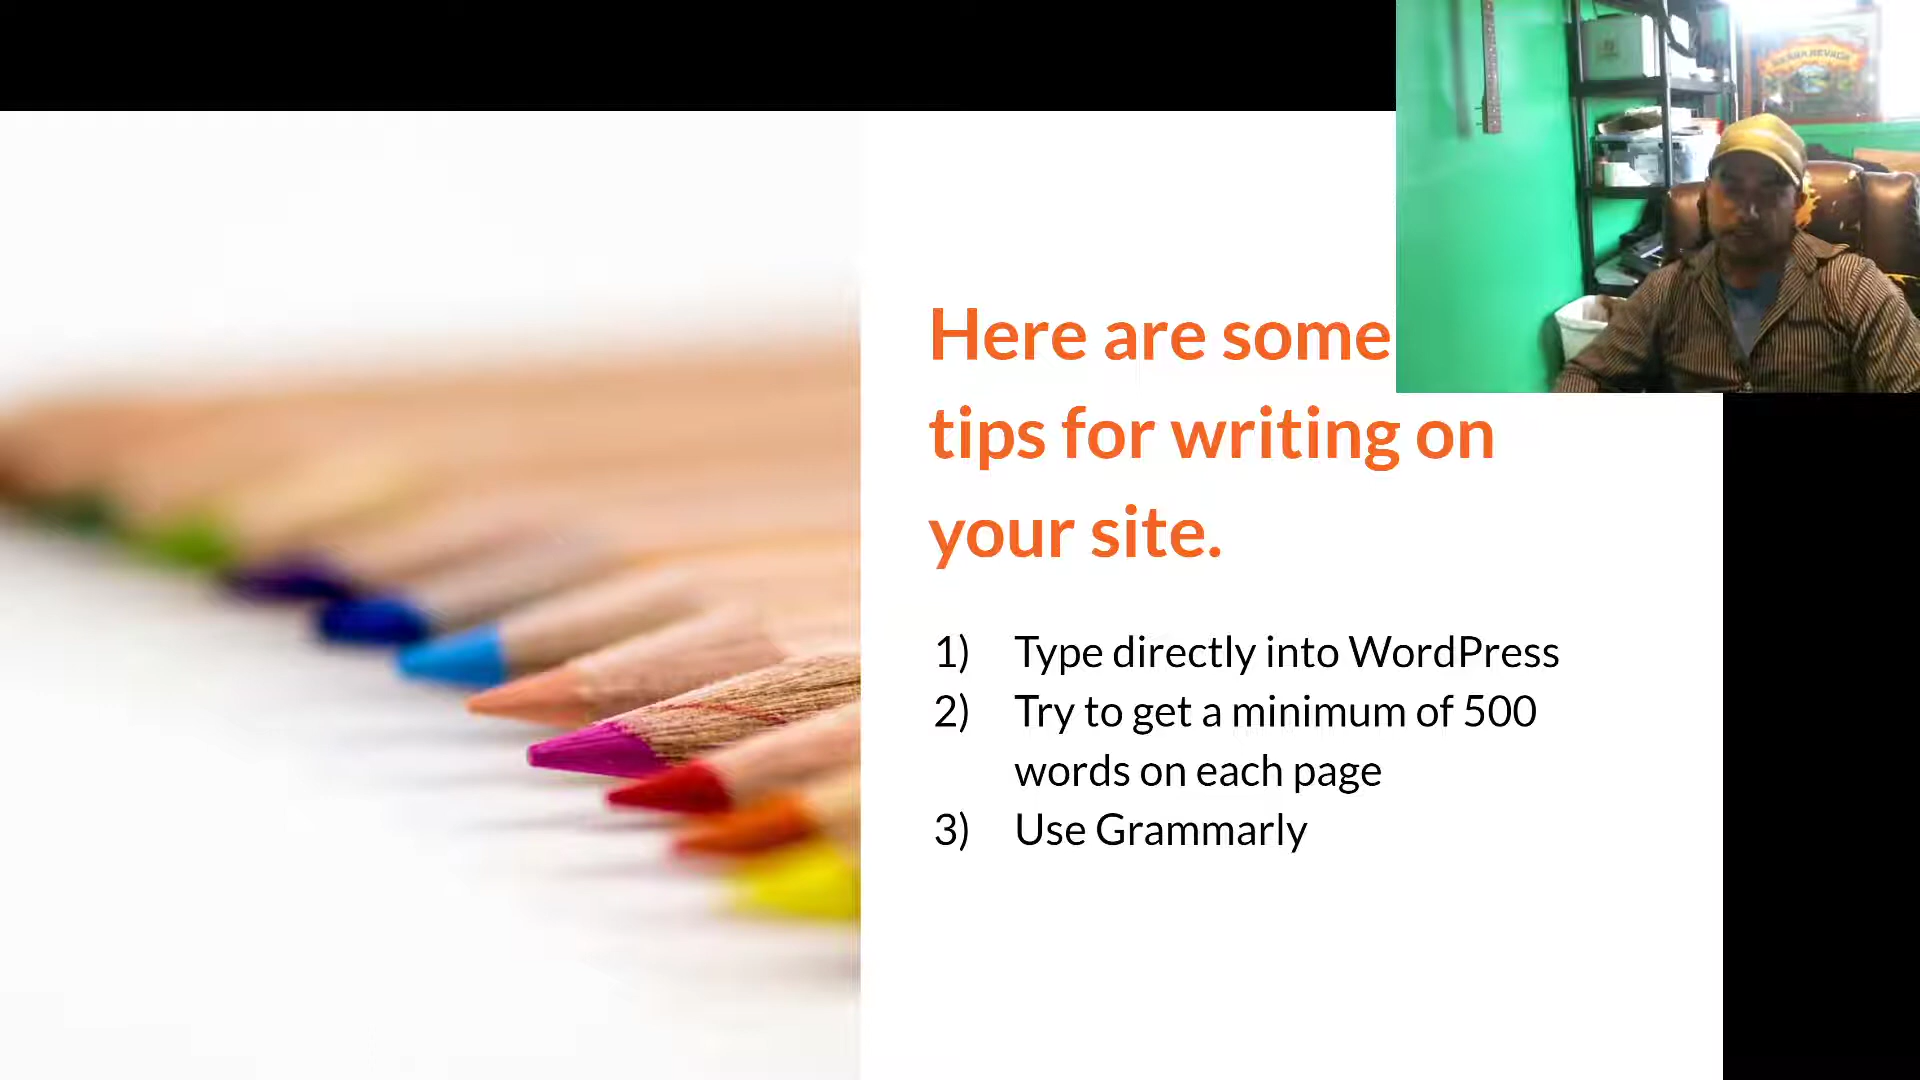 Here are some
tips for writing on
your site.
1) Type directly into WordPress
2) Try to get a minimum of 500
words on each page
3) Use Grammarly